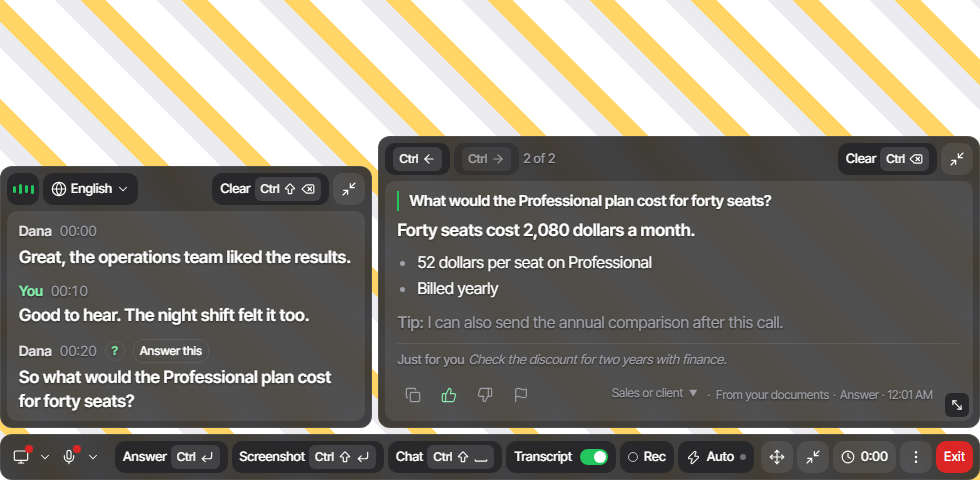 English
Clear Ctrl
Dana 00:00
Great, the operations team liked the results.
You 00:10
Good to hear. The night shift felt it too.
Dana 00:20 ? Answer this
So what would the Professional plan cost
for forty seats?
Ctrl ← Ctrl → 2 of 2
Clear Ctrl
What would the Professional plan cost for forty seats?
Forty seats cost 2,080 dollars a month.
• 52 dollars per seat on Professional
• Billed yearly
Tip: I can also send the annual comparison after this call.
Just for you Check the discount for two years with finance.
Sales or client ▼ · From your documents · Answer · 12:01 AM
Answer Ctrl ↵ Screenshot Ctrl ⇧ ↵ Chat Ctrl ⇧ Transcript Rec Auto 0:00 Exit